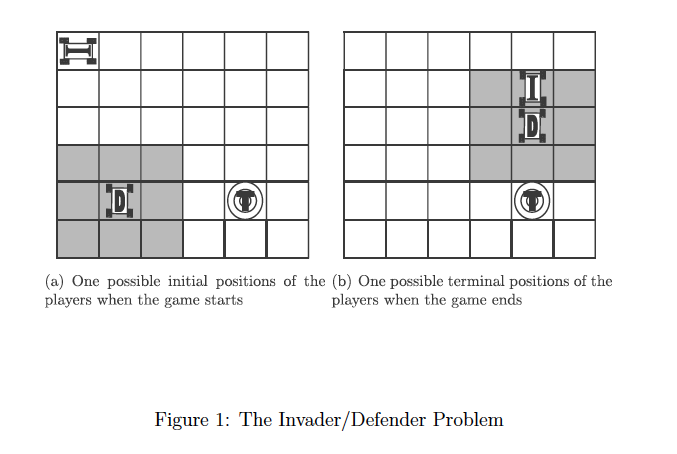 I
D
T
I
D
T
(a) One possible initial positions of the
players when the game starts
(b) One possible terminal positions of the
players when the game ends
Figure 1: The Invader/Defender Problem